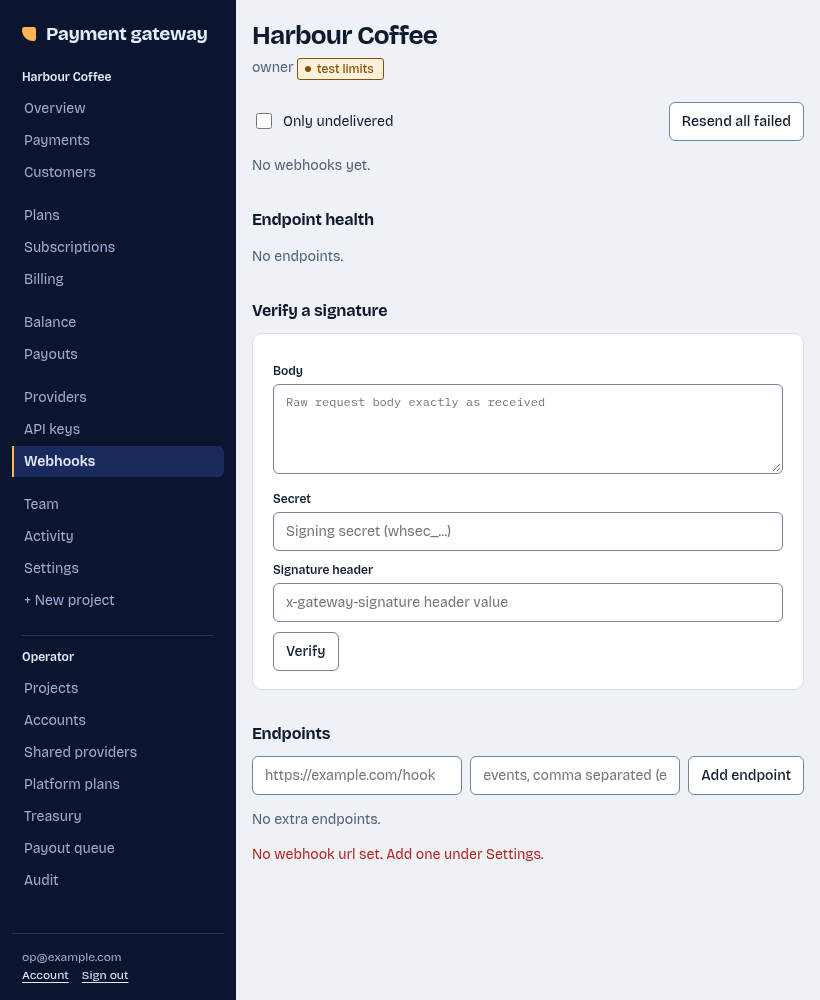 Payment gateway
Harbour Coffee
Overview
Payments
Customers
Plans
Subscriptions
Billing
Balance
Payouts
Providers
API keys
Webhooks
Team
Activity
Settings
+ New project
Operator
Projects
Accounts
Shared providers
Platform plans
Treasury
Payout queue
Audit
op@example.com
Account Sign out
Harbour Coffee
owner test limits
Only undelivered
Resend all failed
No webhooks yet.
Endpoint health
No endpoints.
Verify a signature
Body
Raw request body exactly as received
Secret
Signing secret (whsec_...)
Signature header
x-gateway-signature header value
Verify
Endpoints
https://example.com/hook
events, comma separated (e
Add endpoint
No extra endpoints.
No webhook url set. Add one under Settings.